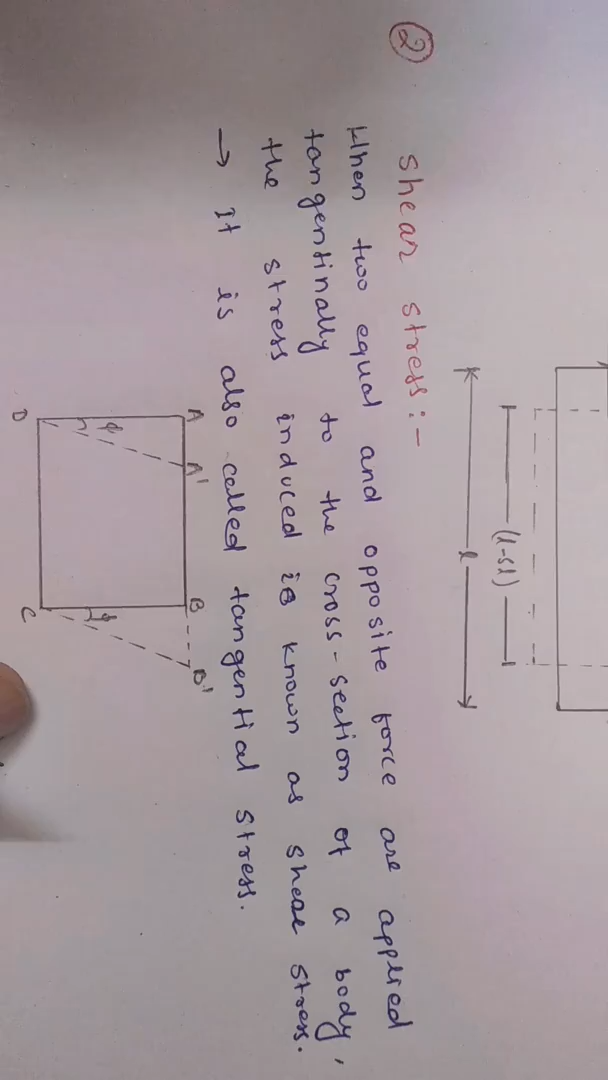 l
(l-δl)
② Shear stress:-
When two equal and opposite force are applied
tangentinally to the cross-section of a body,
the stress induced is known as shear stress.
→ It is also called tangential stress.
A A' B B'
φ φ
D C